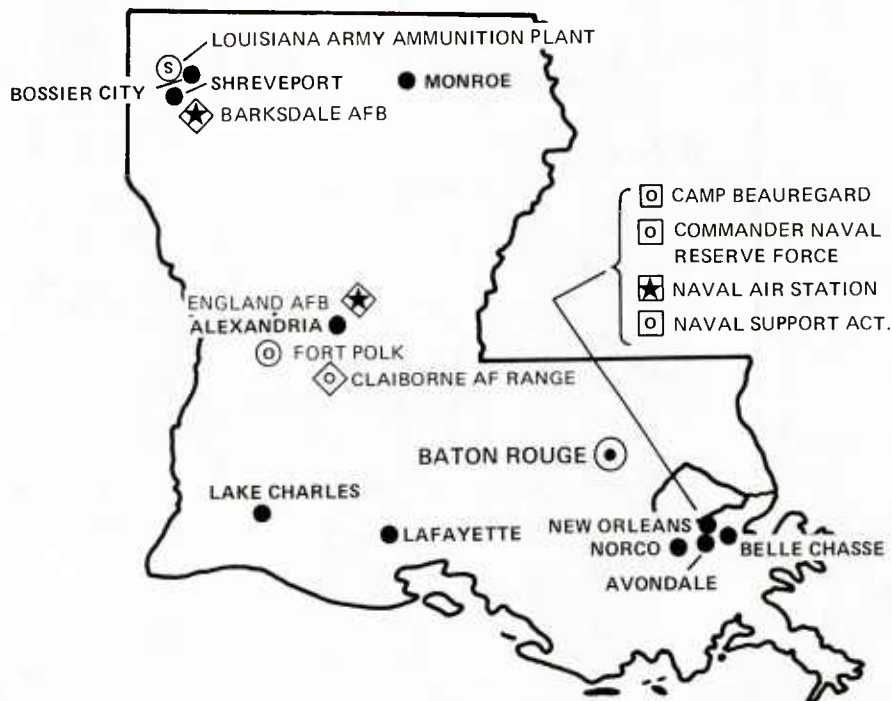 LOUISIANA ARMY AMMUNITION PLANT
S
BOSSIER CITY
SHREVEPORT
MONROE
BARKSDALE AFB
CAMP BEAUREGARD
COMMANDER NAVAL
RESERVE FORCE
NAVAL AIR STATION
NAVAL SUPPORT ACT.
ENGLAND AFB
ALEXANDRIA
FORT POLK
CLAIBORNE AF RANGE
BATON ROUGE
LAKE CHARLES
LAFAYETTE
NEW ORLEANS
NORCO
BELLE CHASSE
AVONDALE